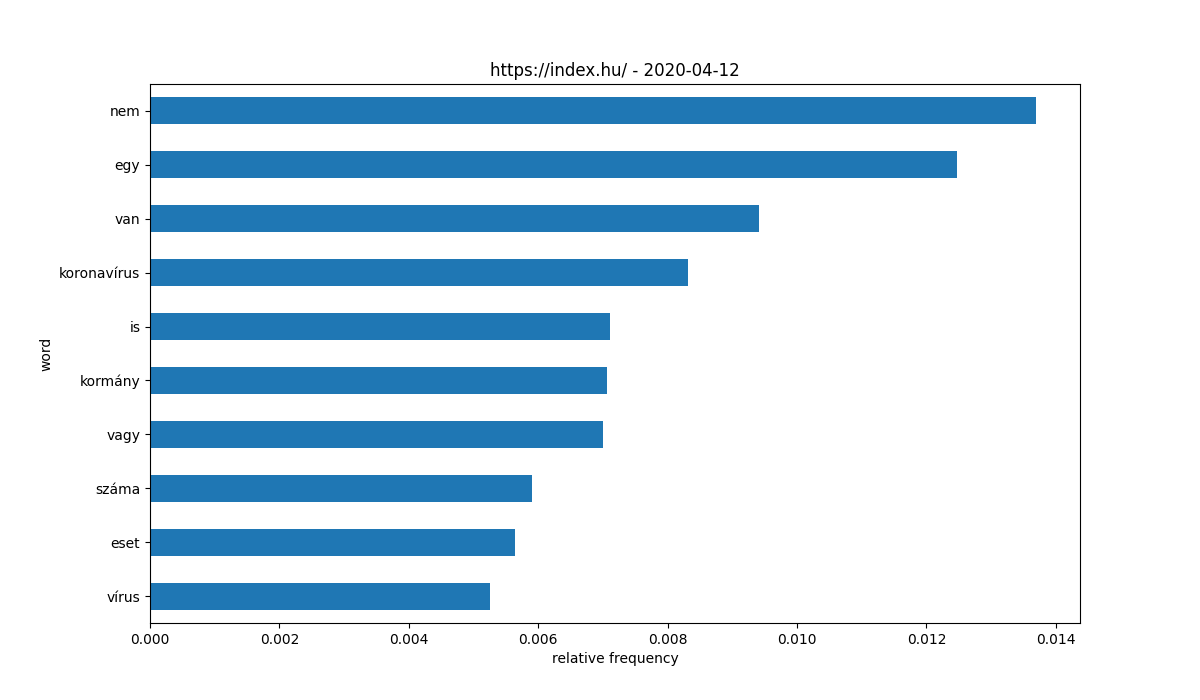 https://index.hu/ - 2020-04-12
nem
egy
van
koronavírus
is
kormány
vagy
száma
eset
vírus
word
0.000 0.002 0.004 0.006 0.008 0.010 0.012 0.014
relative frequency